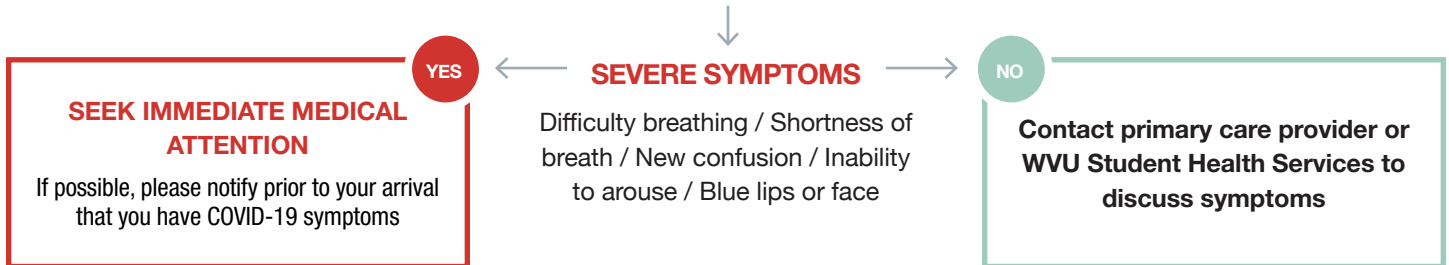 YES
SEEK IMMEDIATE MEDICAL
ATTENTION
If possible, please notify prior to your arrival
that you have COVID-19 symptoms
SEVERE SYMPTOMS
Difficulty breathing / Shortness of
breath / New confusion / Inability
to arouse / Blue lips or face
NO
Contact primary care provider or
WVU Student Health Services to
discuss symptoms